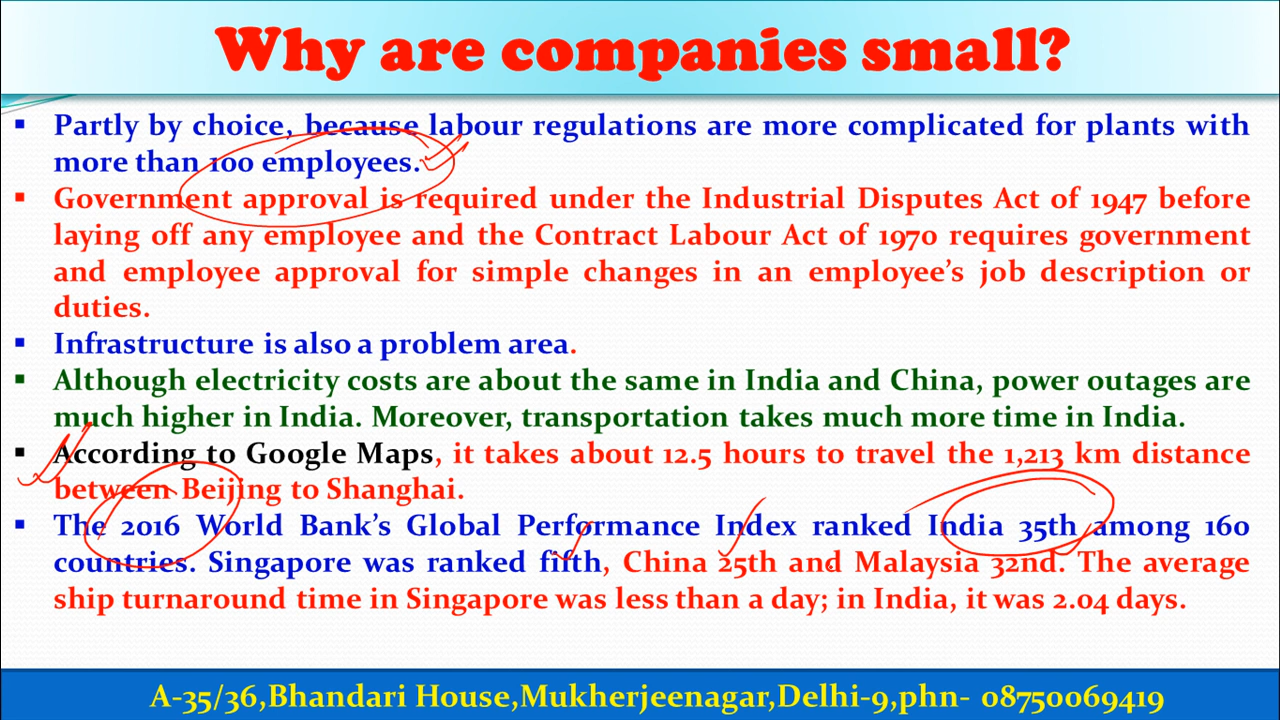 Why are companies small?
▪ Partly by choice, because labour regulations are more complicated for plants with
more than 100 employees.
▪ Government approval is required under the Industrial Disputes Act of 1947 before
laying off any employee and the Contract Labour Act of 1970 requires government
and employee approval for simple changes in an employee’s job description or
duties.
▪ Infrastructure is also a problem area.
▪ Although electricity costs are about the same in India and China, power outages are
much higher in India. Moreover, transportation takes much more time in India.
▪ According to Google Maps, it takes about 12.5 hours to travel the 1,213 km distance
between Beijing to Shanghai.
▪ The 2016 World Bank’s Global Performance Index ranked India 35th among 160
countries. Singapore was ranked fifth, China 25th and Malaysia 32nd. The average
ship turnaround time in Singapore was less than a day; in India, it was 2.04 days.
A-35/36,Bhandari House,Mukherjeenagar,Delhi-9,phn- 08750069419